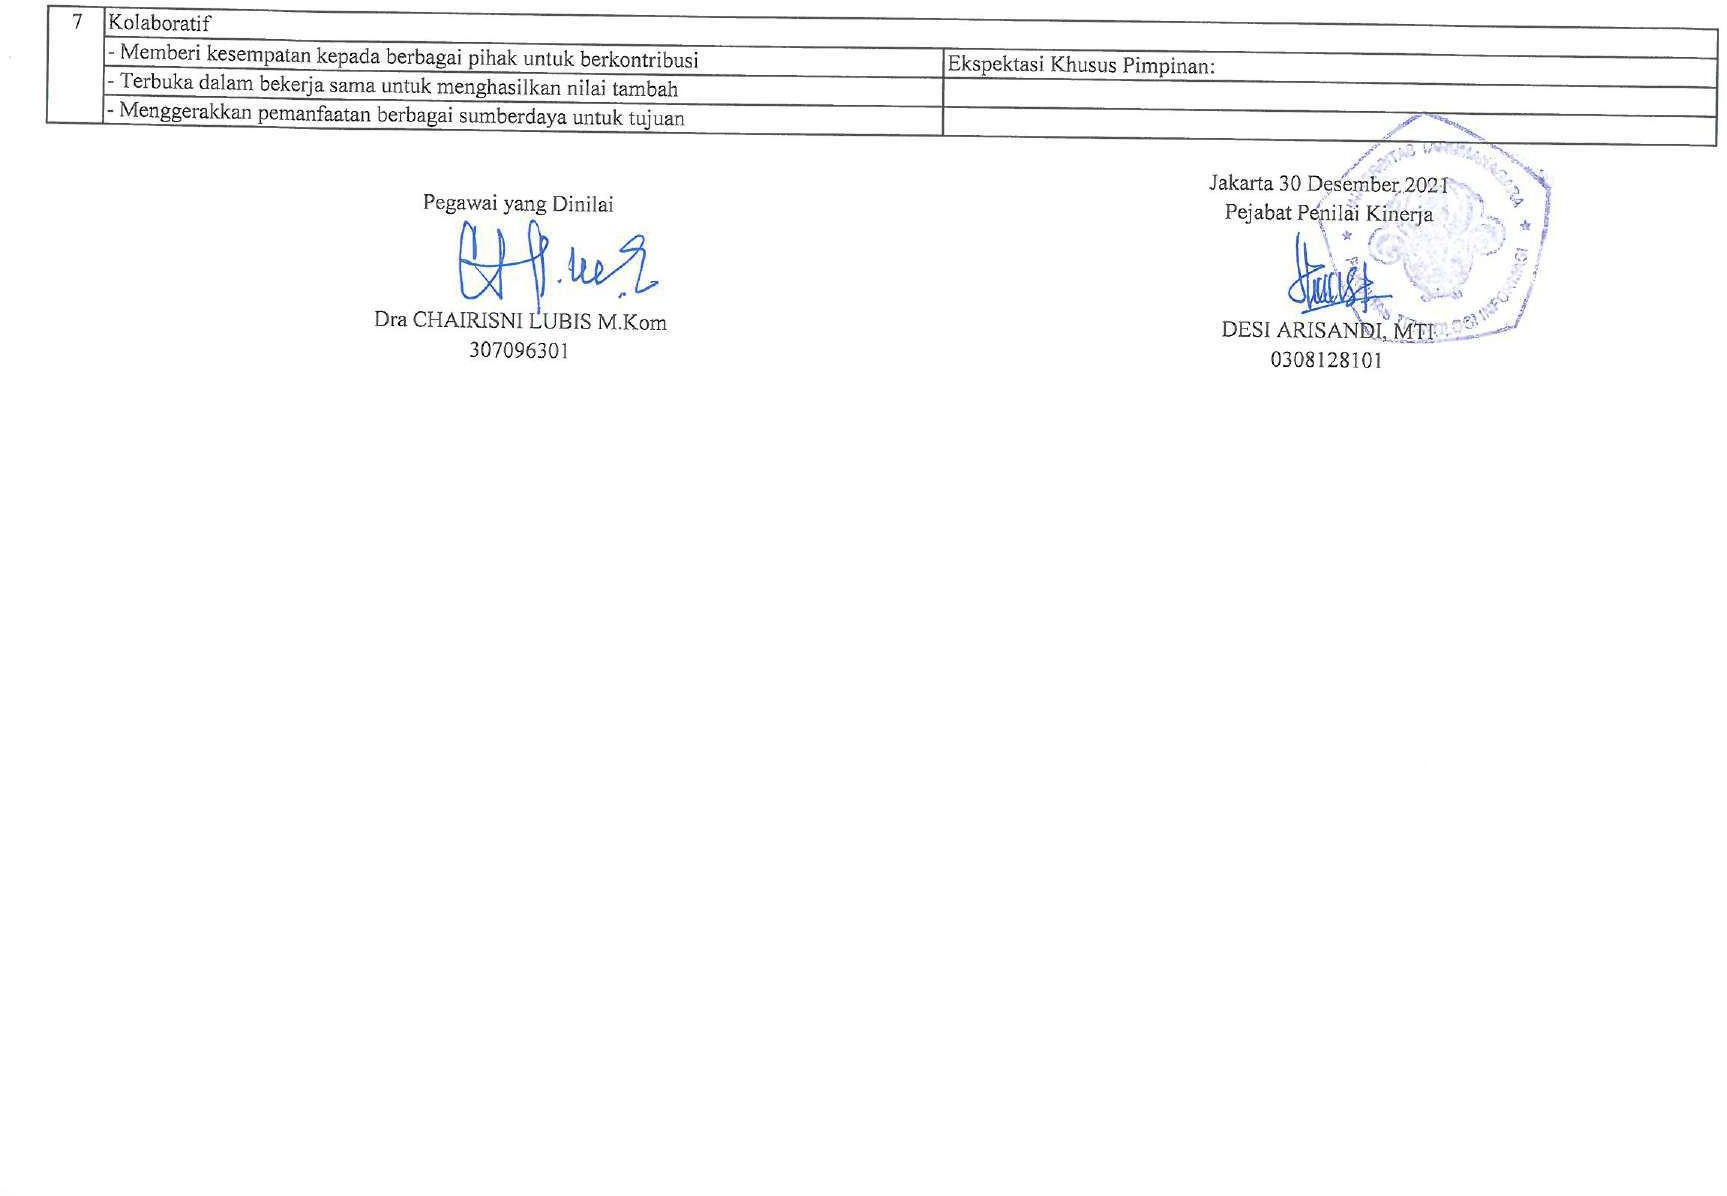 7 Kolaboratif
- Memberi kesempatan kepada berbagai pihak untuk berkontribusi Ekspektasi Khusus Pimpinan:
- Terbuka dalam bekerja sama untuk menghasilkan nilai tambah
- Menggerakkan pemanfaatan berbagai sumberdaya untuk tujuan
Jakarta 30 Desember 2021
Pegawai yang Dinilai Pejabat Penilai Kinerja
Dra CHAIRISNI LUBIS M.Kom DESI ARISANDI, MTI
307096301 0308128101